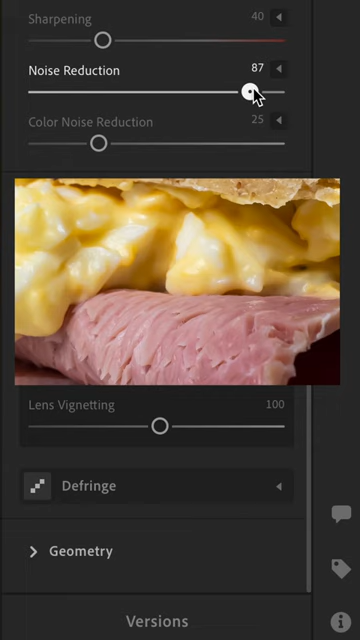 Sharpening 40
Noise Reduction 87
Color Noise Reduction 25
Lens Vignetting 100
Defringe
Geometry
Versions